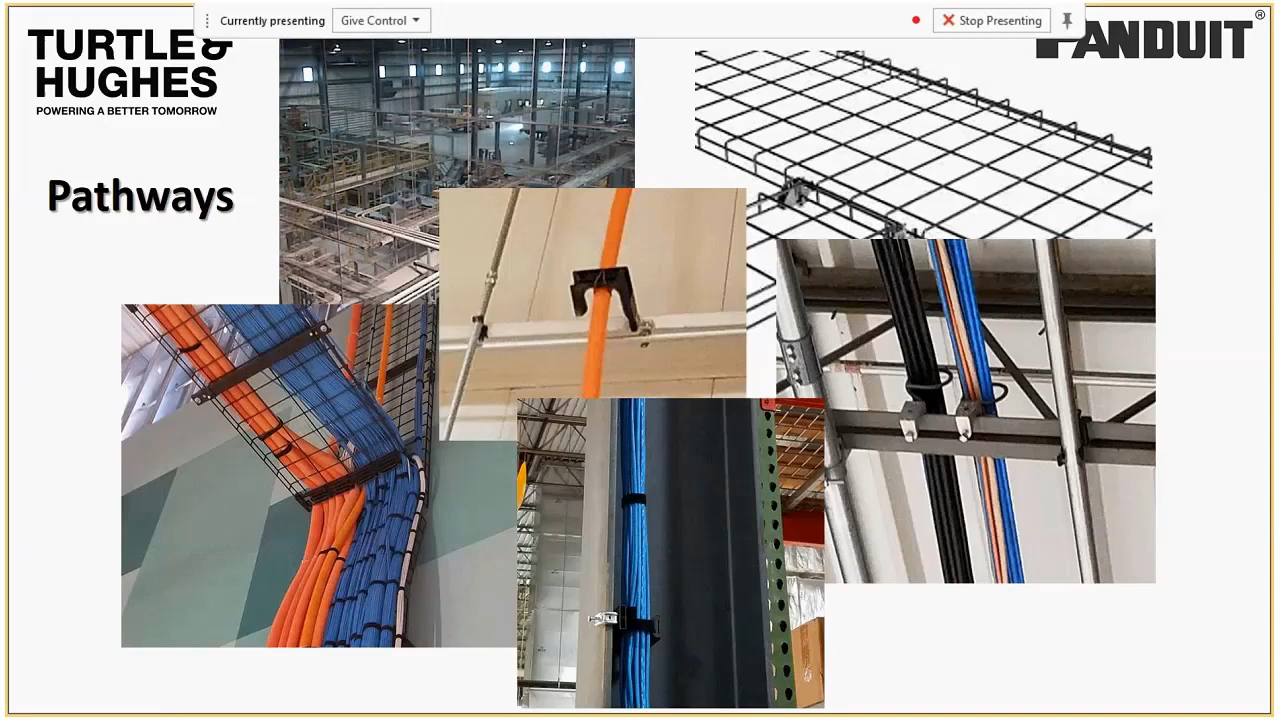 Currently presenting
Give Control
Stop Presenting
TURTLE &
HUGHES
POWERING A BETTER TOMORROW
PANDUIT®
Pathways